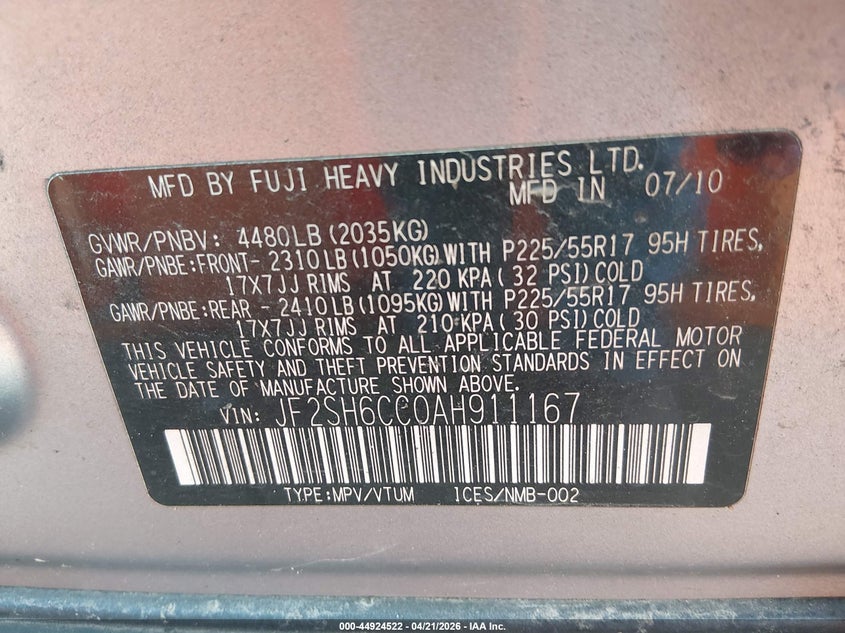 MFD BY FUJI HEAVY INDUSTRIES LTD.
MFD IN 07/10
GVWR/PNBV: 4480LB(2035KG)
GAWR/PNBE:FRONT- 2310LB(1050KG)WITH P225/55R17 95H TIRES,
17X7JJ RIMS AT 220 KPA(32 PSI)COLD
GAWR/PNBE:REAR - 2410LB(1095KG)WITH P225/55R17 95H TIRES,
17X7JJ RIMS AT 210KPA(30 PSI)COLD
THIS VEHICLE CONFORMS TO ALL APPLICABLE FEDERAL MOTOR
VEHICLE SAFETY AND THEFT PREVENTION STANDARDS IN EFFECT ON
THE DATE OF MANUFACTURE SHOWN ABOVE.
VIN: JF2SH6CC0AH911167
TYPE:MPV/VTUM ICES/NMB-002
000-44924522 04/21/2026 - IAA Inc.